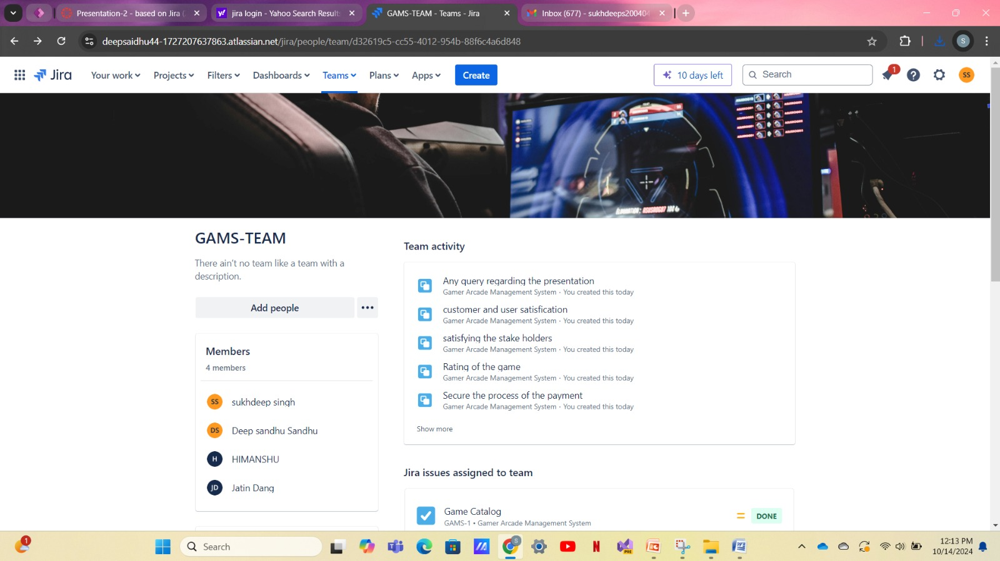 Presentation-2 - based on Jira (
jira login - Yahoo Search Result
GAMS-TEAM - Teams - Jira
Inbox (677) - sukhdeeps200404
deepsaidhu44-1727207637863.atlassian.net/jira/people/team/d32619c5-cc55-4012-954b-88f6c4a6d848
S
Jira
Your work
Projects
Filters
Dashboards
Teams
Plans
Apps
Create
10 days left
Search
1
SS
GAMS-TEAM
There ain't no team like a team with a
description.
Add people
Members
4 members
SS sukhdeep singh
DS Deep sandhu Sandhu
H HIMANSHU
JD Jatin Dang
Team activity
Any query regarding the presentation
Gamer Arcade Management System · You created this today
customer and user satisfication
Gamer Arcade Management System · You created this today
satisfying the stake holders
Gamer Arcade Management System · You created this today
Rating of the game
Gamer Arcade Management System · You created this today
Secure the process of the payment
Gamer Arcade Management System · You created this today
Show more
Jira issues assigned to team
Game Catalog
GAMS-1 • Gamer Arcade Management System
DONE
1
Search
S
PRE
12:13 PM
10/14/2024